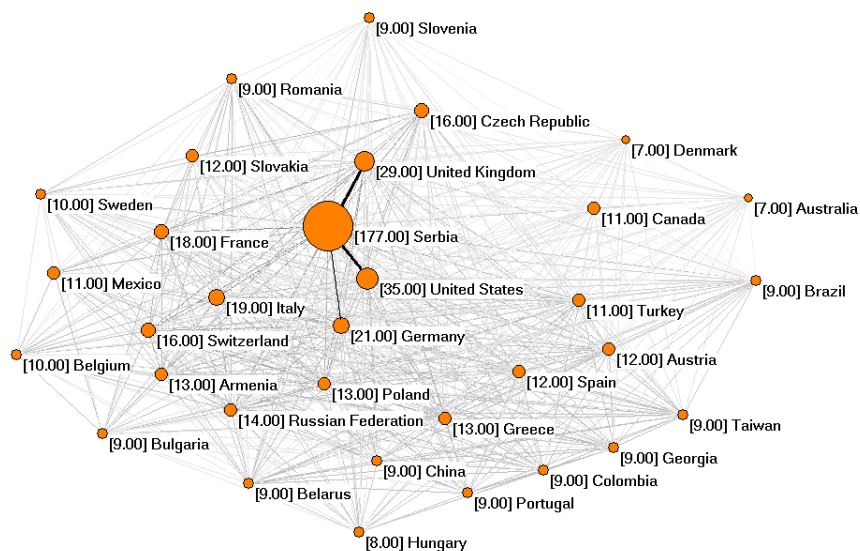 [9.00] Slovenia
[9.00] Romania
[16.00] Czech Republic
[7.00] Denmark
[12.00] Slovakia
[29.00] United Kingdom
[10.00] Sweden
[7.00] Australia
[11.00] Canada
[177.00] Serbia
[18.00] France
[11.00] Mexico
[35.00] United States
[9.00] Brazil
[19.00] Italy
[11.00] Turkey
[16.00] Switzerland
[21.00] Germany
[10.00] Belgium
[12.00] Austria
[13.00] Armenia
[12.00] Spain
[13.00] Poland
[14.00] Russian Federation
[13.00] Greece
[9.00] Taiwan
[9.00] Bulgaria
[9.00] Georgia
[9.00] China
[9.00] Colombia
[9.00] Belarus
[9.00] Portugal
[8.00] Hungary